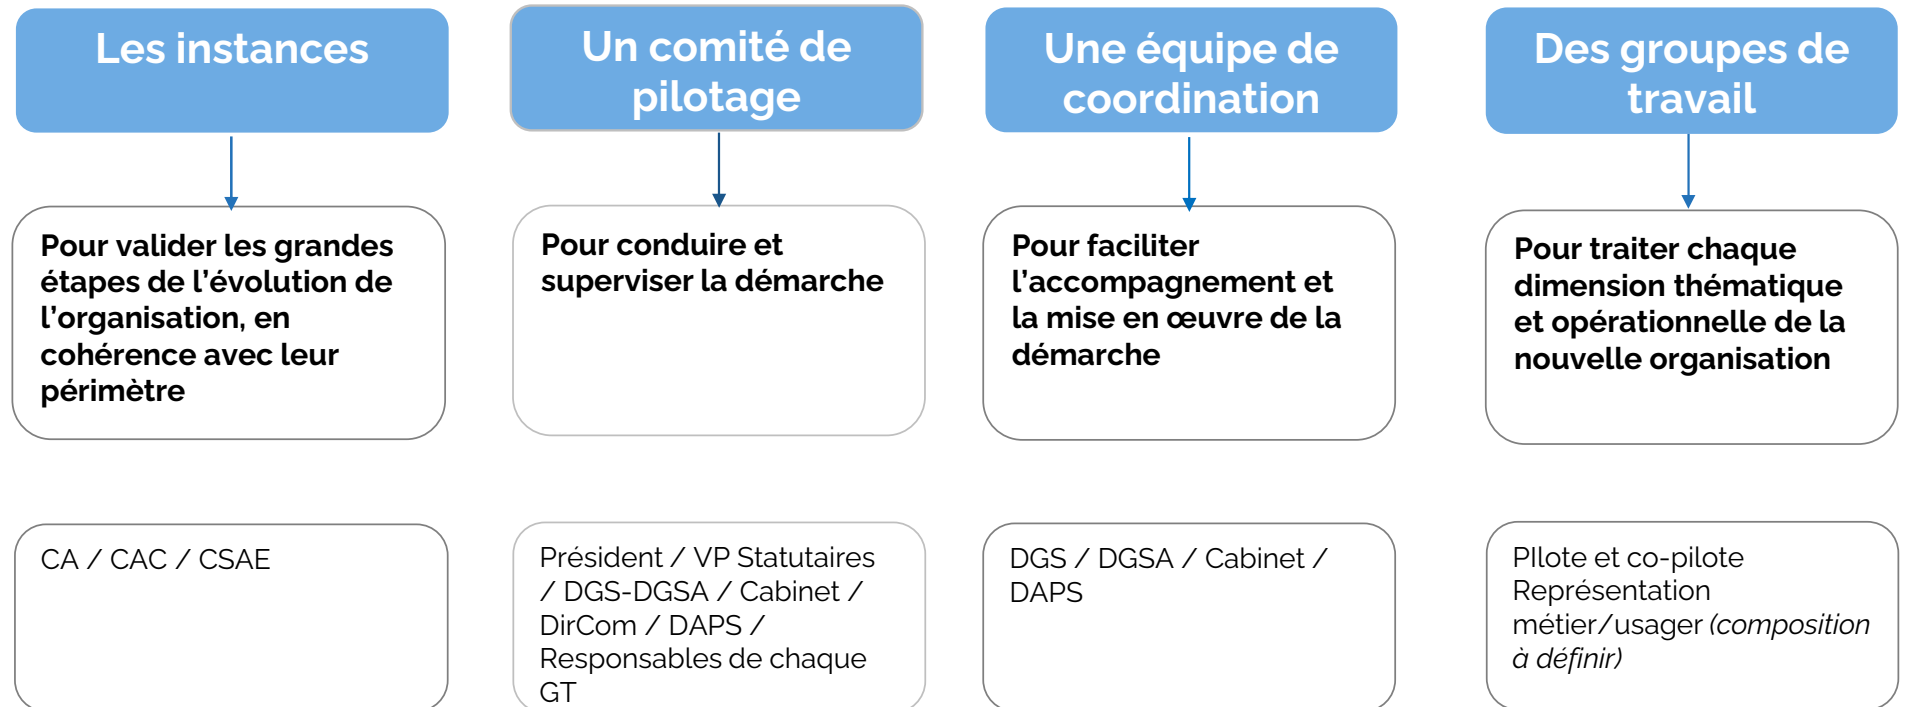 Les instances
Un comité de
pilotage
Une équipe de
coordination
Des groupes de
travail
Pour valider les grandes
étapes de l’évolution de
l’organisation, en
cohérence avec leur
périmètre
Pour conduire et
superviser la démarche
Pour faciliter
l’accompagnement et
la mise en œuvre de la
démarche
Pour traiter chaque
dimension thématique
et opérationnelle de la
nouvelle organisation
CA / CAC / CSAE
Président / VP Statutaires
/ DGS-DGSA / Cabinet /
DirCom / DAPS /
Responsables de chaque
GT
DGS / DGSA / Cabinet /
DAPS
PIlote et co-pilote
Représentation
métier/usager (composition
à définir)